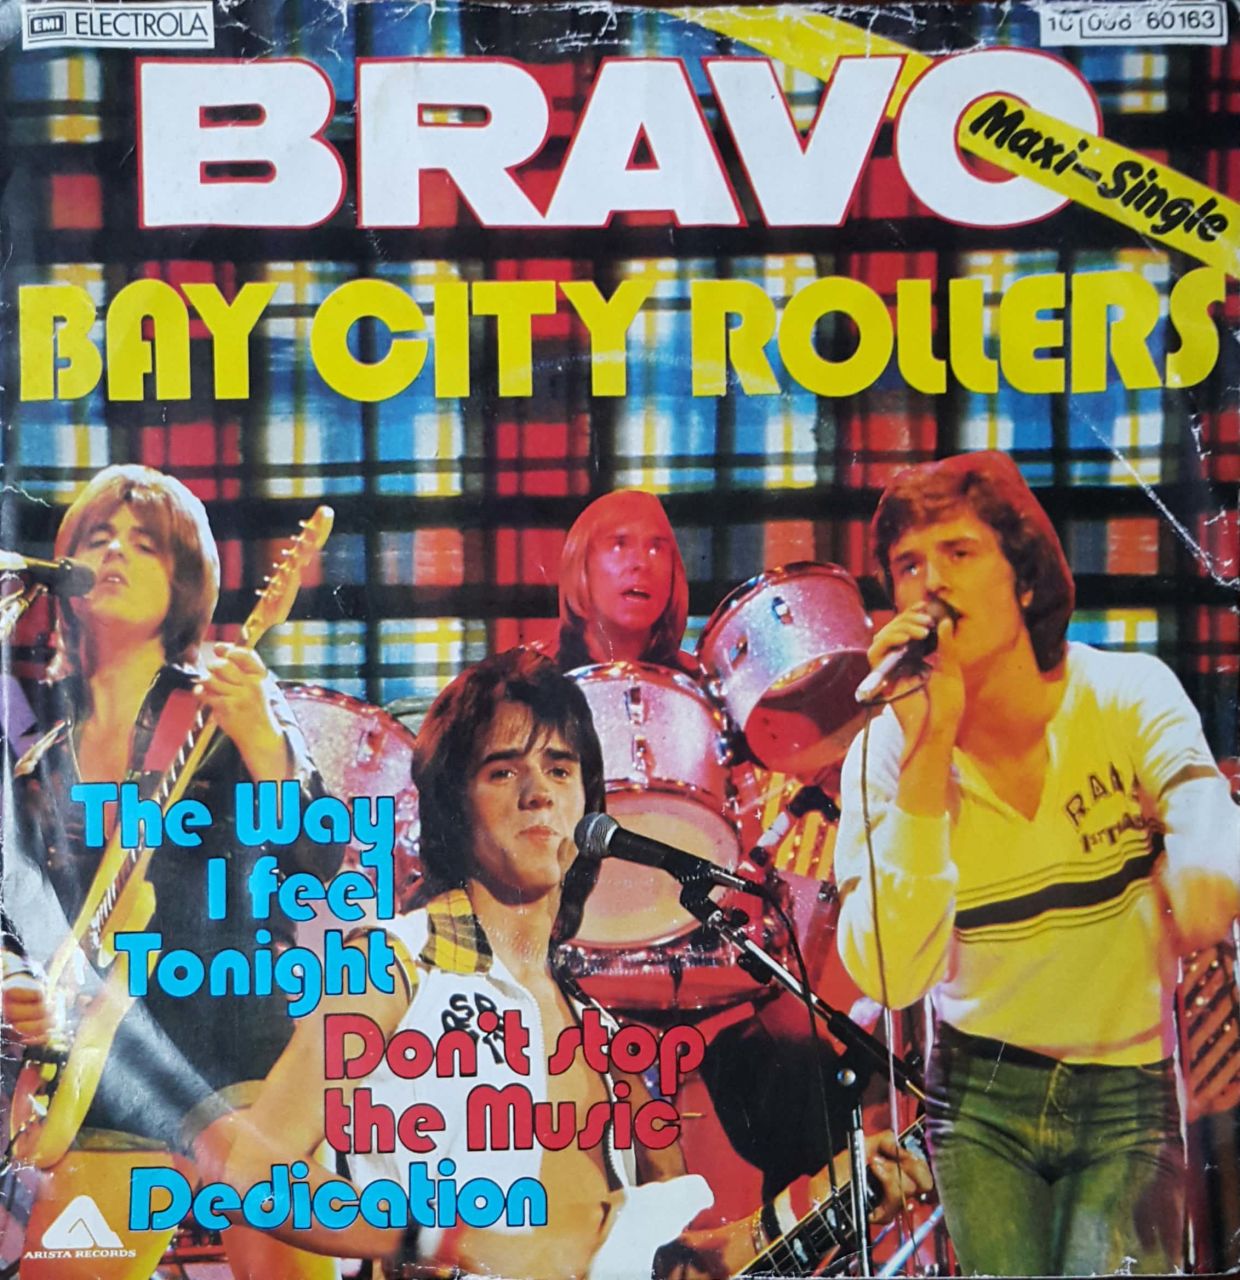 EMI ELECTROLA
60163
BRAVO
Maxi-Single
BAY CITY ROLLERS
The Way
I feel
Tonight
Don't stop
the Music
Dedication
ARISTA RECORDS